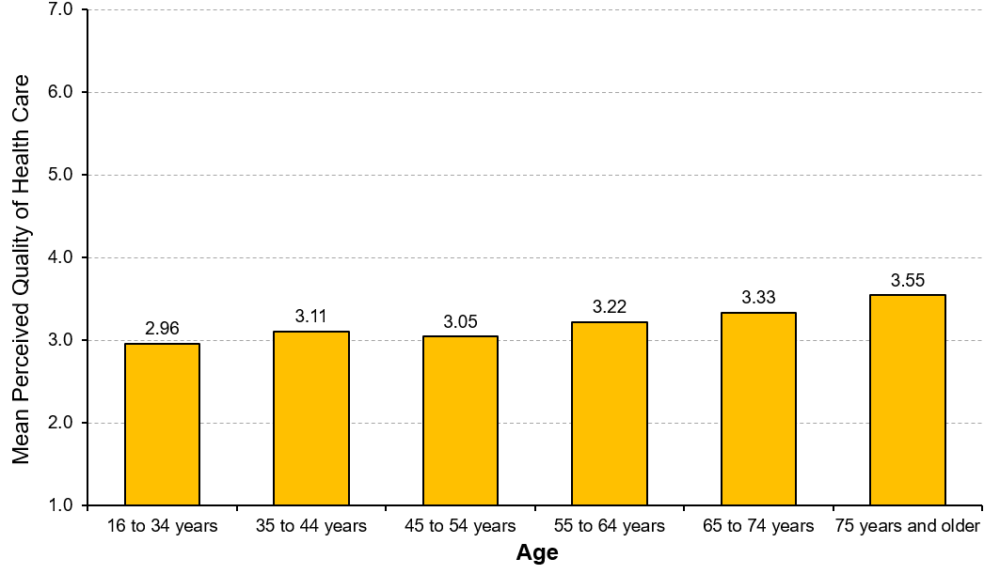 Mean Perceived Quality of Health Care
7.0
6.0
5.0
4.0
3.0
2.0
1.0
2.96
3.11
3.05
3.22
3.33
3.55
16 to 34 years
35 to 44 years
45 to 54 years
55 to 64 years
65 to 74 years
75 years and older
Age